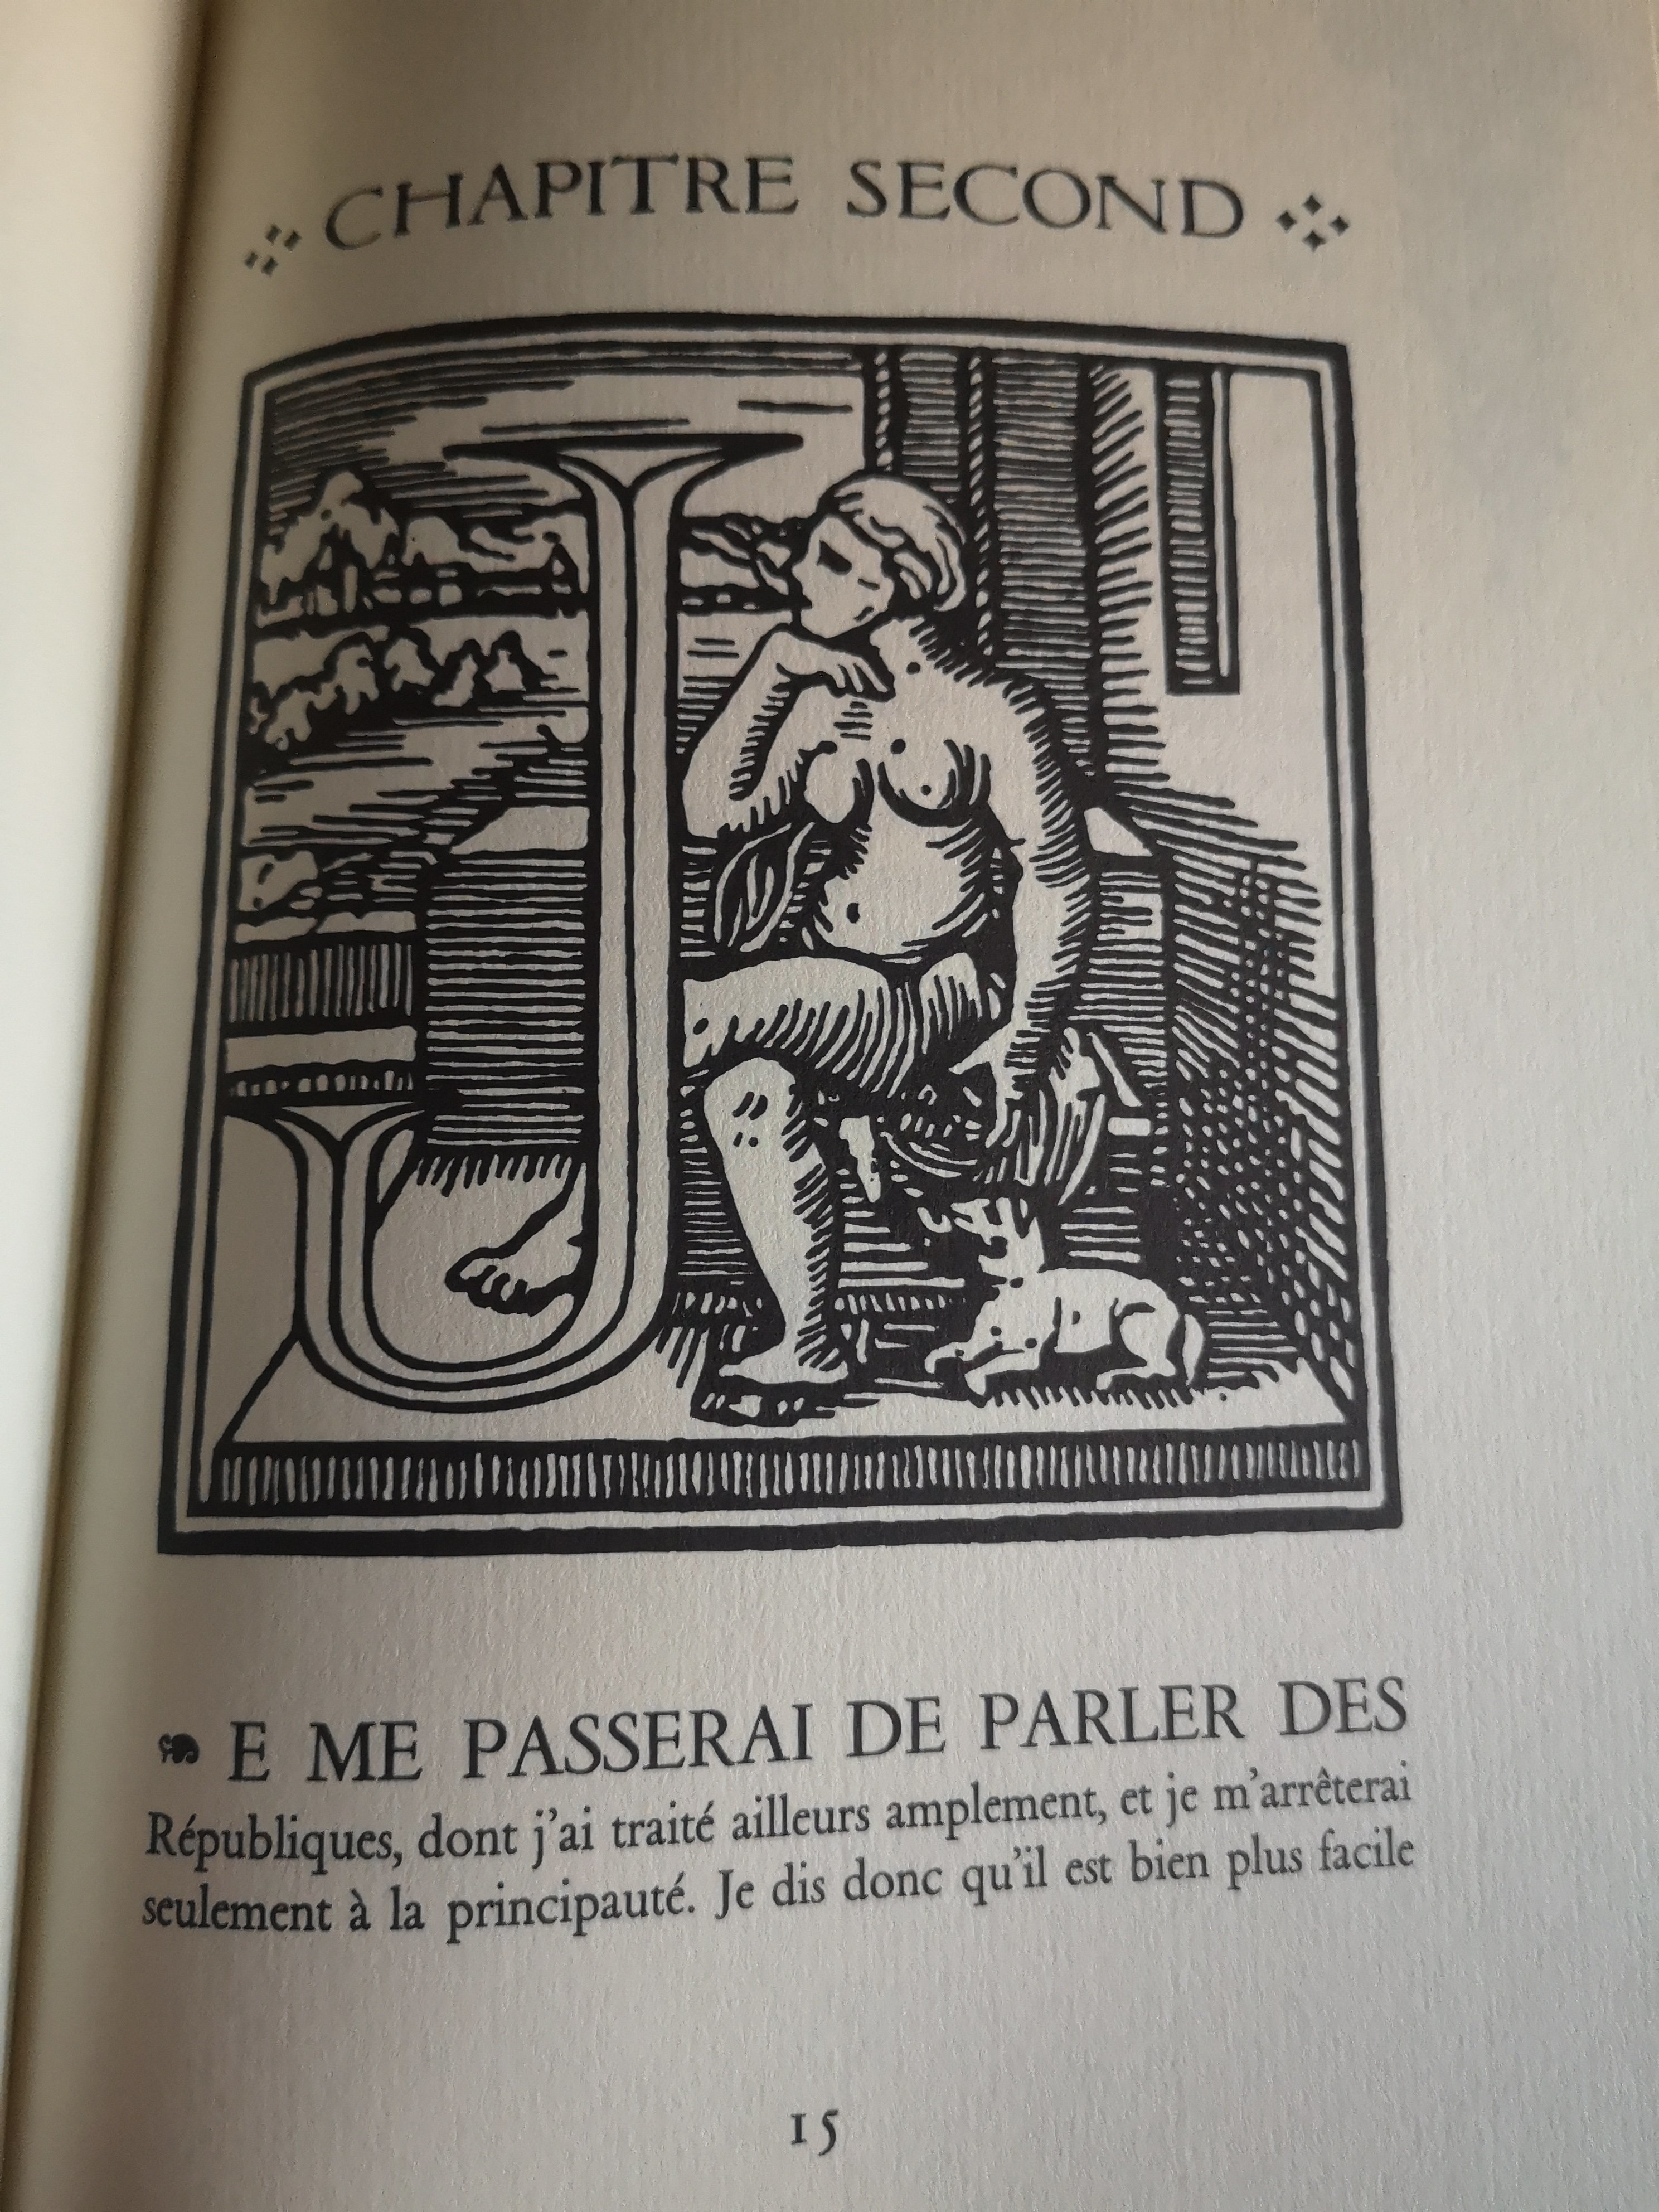 CHAPITRE SECOND
J
E ME PASSERAI DE PARLER DES
Républiques, dont j'ai traité ailleurs amplement, et je m'arrêterai
seulement à la principauté. Je dis donc qu'il est bien plus facile
15